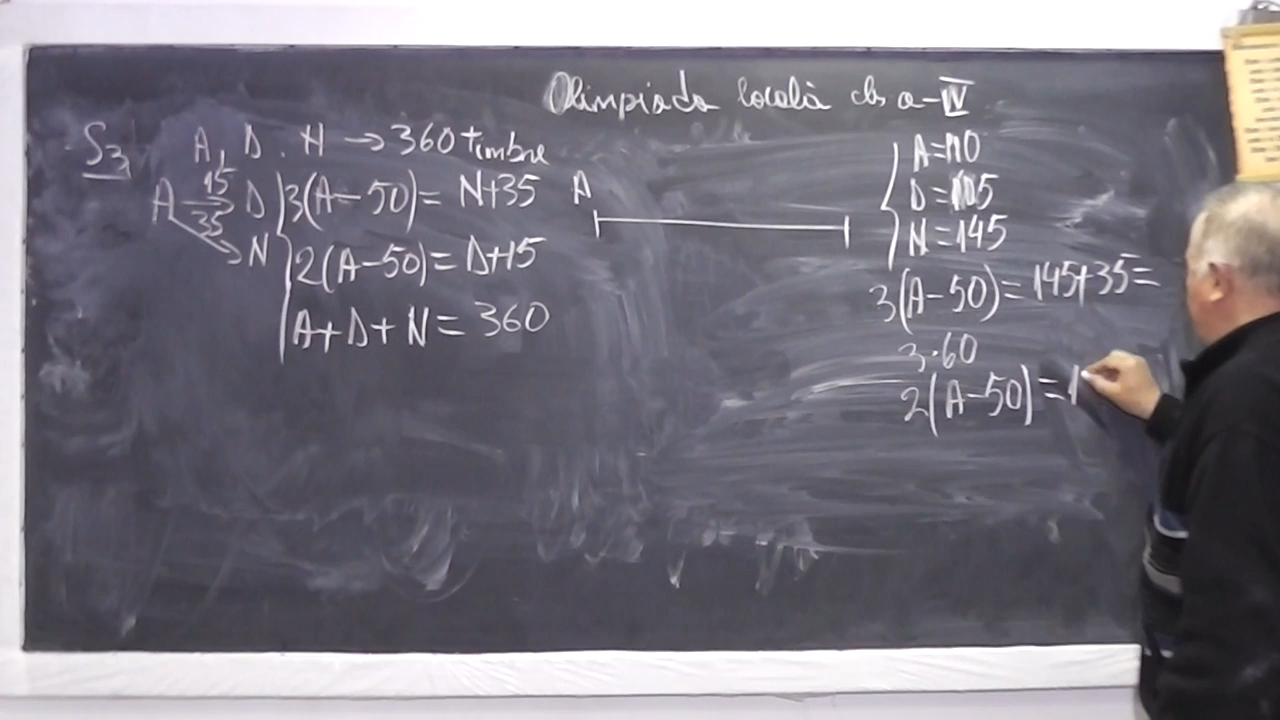 Olimpiada locală cls a-IV
S3 A, D, N → 360 timbre
A 15 D
35 N
3(A-50) = N+35
2(A-50) = D+15
A+D+N = 360
A
A=110
D=105
N=145
3(A-50) = 145+35=
3·60
2(A-50) = 1